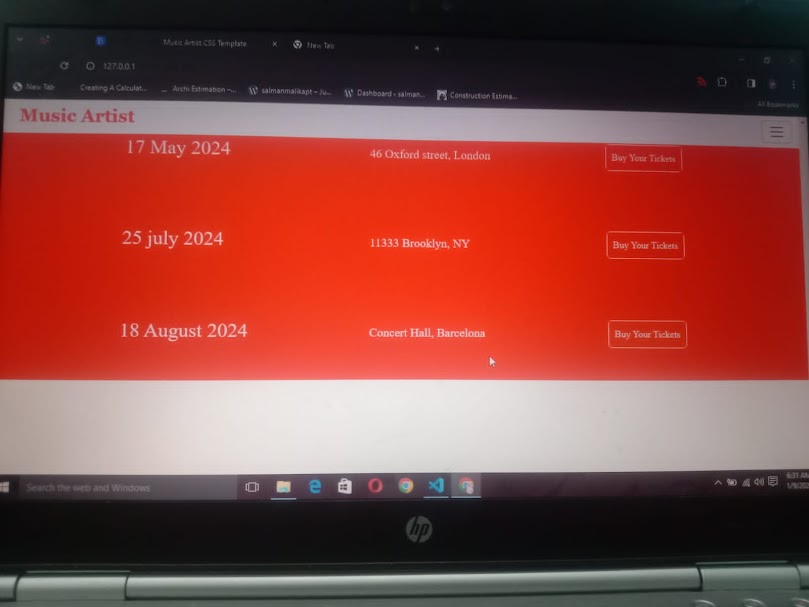 Music Artist CSS Template
New Tab
127.0.0.1
New Tab
Creating A Calculat...
Archi Estimation –...
salmanmalikapt – Ju...
Dashboard ‹ salman...
Construction Estima...
All Bookmarks
Music Artist
17 May 2024
46 Oxford street, London
Buy Your Tickets
25 july 2024
11333 Brooklyn, NY
Buy Your Tickets
18 August 2024
Concert Hall, Barcelona
Buy Your Tickets
Search the web and Windows
6:31 AM
hp